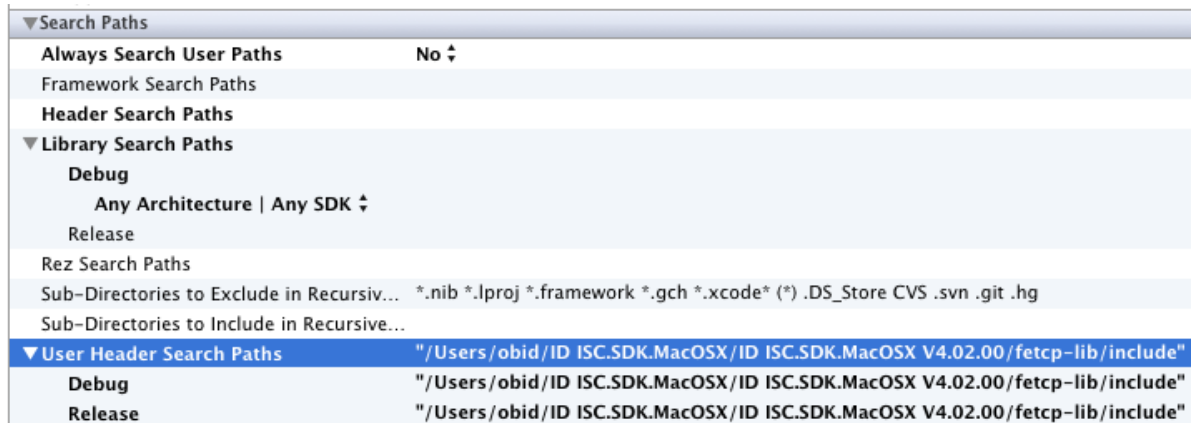 Search Paths
Always Search User Paths No
Framework Search Paths
Header Search Paths
Library Search Paths
Debug
Any Architecture | Any SDK
Release
Rez Search Paths
Sub-Directories to Exclude in Recursiv... *.nib *.lproj *.framework *.gch *.xcode* (*) .DS_Store CVS .svn .git .hg
Sub-Directories to Include in Recursive...
User Header Search Paths "/Users/obid/ID ISC.SDK.MacOSX/ID ISC.SDK.MacOSX V4.02.00/fetcp-lib/include"
Debug "/Users/obid/ID ISC.SDK.MacOSX/ID ISC.SDK.MacOSX V4.02.00/fetcp-lib/include"
Release "/Users/obid/ID ISC.SDK.MacOSX/ID ISC.SDK.MacOSX V4.02.00/fetcp-lib/include"